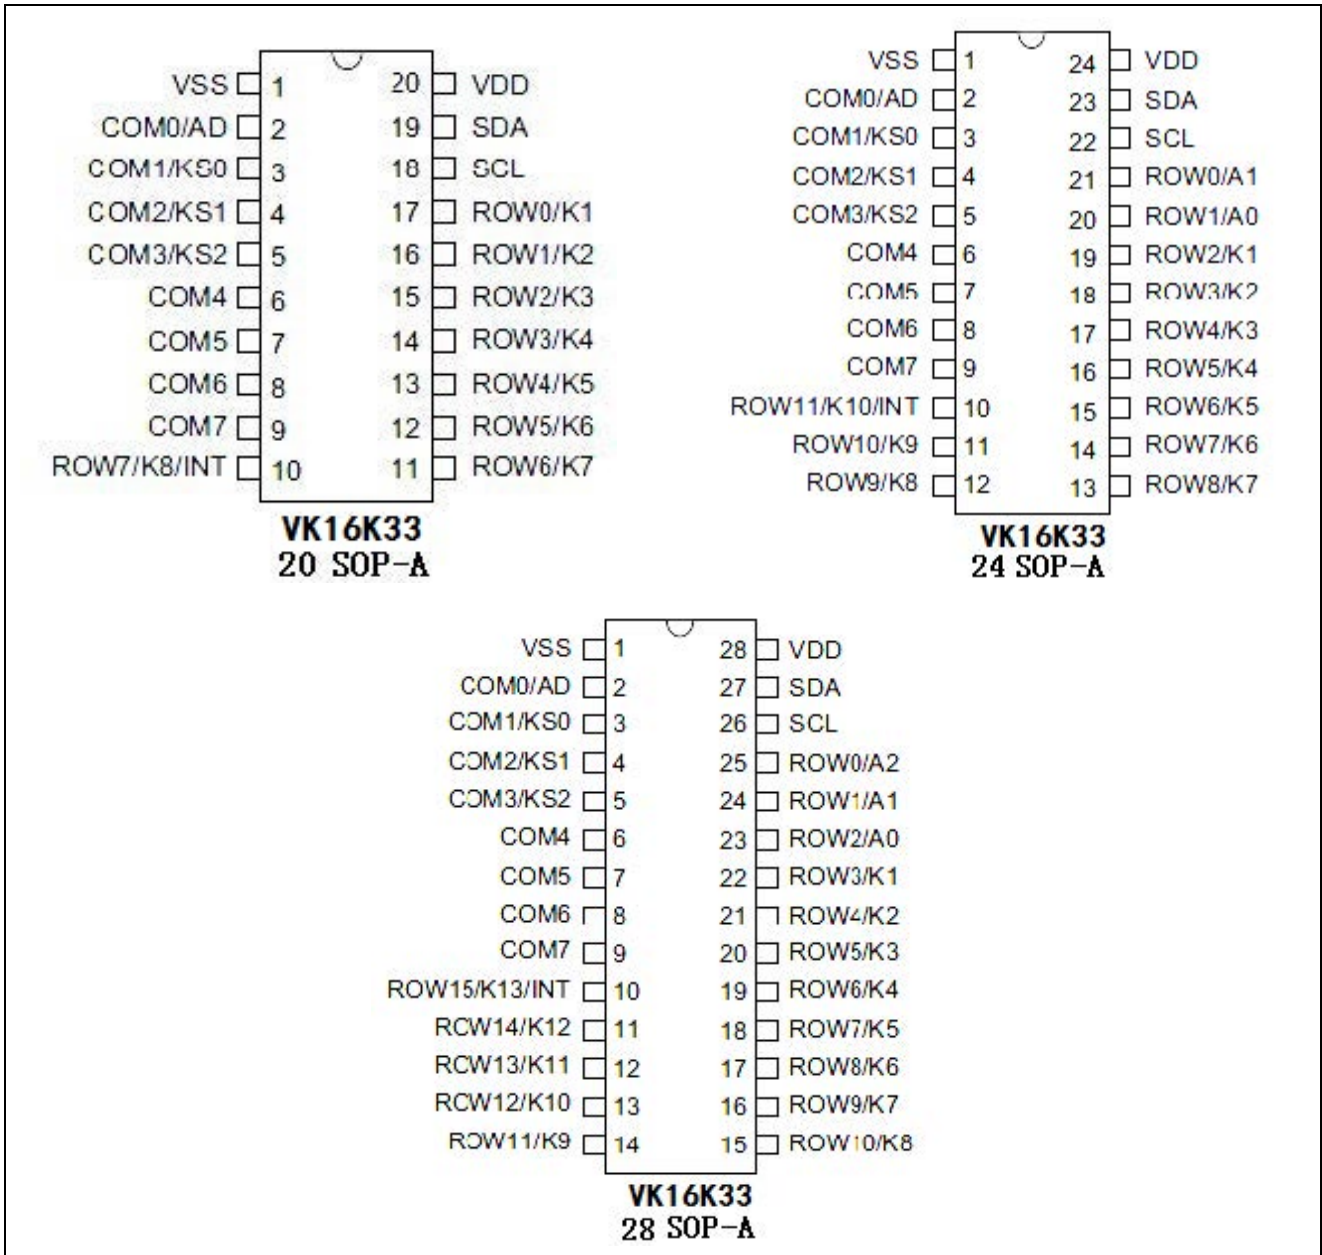 VSS 1 20 VDD
COM0/AD 2 19 SDA
COM1/KS0 3 18 SCL
COM2/KS1 4 17 ROW0/K1
COM3/KS2 5 16 ROW1/K2
COM4 6 15 ROW2/K3
COM5 7 14 ROW3/K4
COM6 8 13 ROW4/K5
COM7 9 12 ROW5/K6
ROW7/K8/INT 10 11 ROW6/K7
VK16K33
20 SOP-A
VSS 1 24 VDD
COM0/AD 2 23 SDA
COM1/KS0 3 22 SCL
COM2/KS1 4 21 ROW0/A1
COM3/KS2 5 20 ROW1/A0
COM4 6 19 ROW2/K1
COM5 7 18 ROW3/K2
COM6 8 17 ROW4/K3
COM7 9 16 ROW5/K4
ROW11/K10/INT 10 15 ROW6/K5
ROW10/K9 11 14 ROW7/K6
ROW9/K8 12 13 ROW8/K7
VK16K33
24 SOP-A
VSS 1 28 VDD
COM0/AD 2 27 SDA
COM1/KS0 3 26 SCL
COM2/KS1 4 25 ROW0/A2
COM3/KS2 5 24 ROW1/A1
COM4 6 23 ROW2/A0
COM5 7 22 ROW3/K1
COM6 8 21 ROW4/K2
COM7 9 20 ROW5/K3
ROW15/K13/INT 10 19 ROW6/K4
ROW14/K12 11 18 ROW7/K5
ROW13/K11 12 17 ROW8/K6
ROW12/K10 13 16 ROW9/K7
ROW11/K9 14 15 ROW10/K8
VK16K33
28 SOP-A